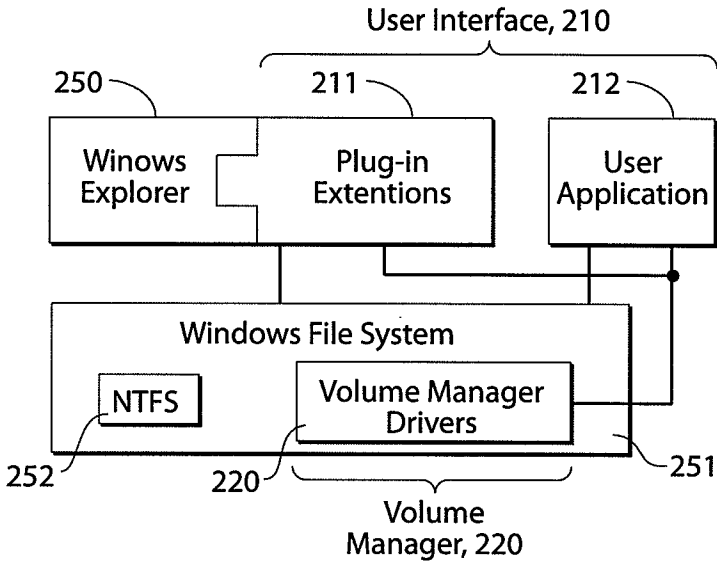 User Interface, 210
250
211
212
Winows
Explorer
Plug-in
Extentions
User
Application
Windows File System
NTFS
Volume Manager
Drivers
252
220
251
Volume
Manager, 220